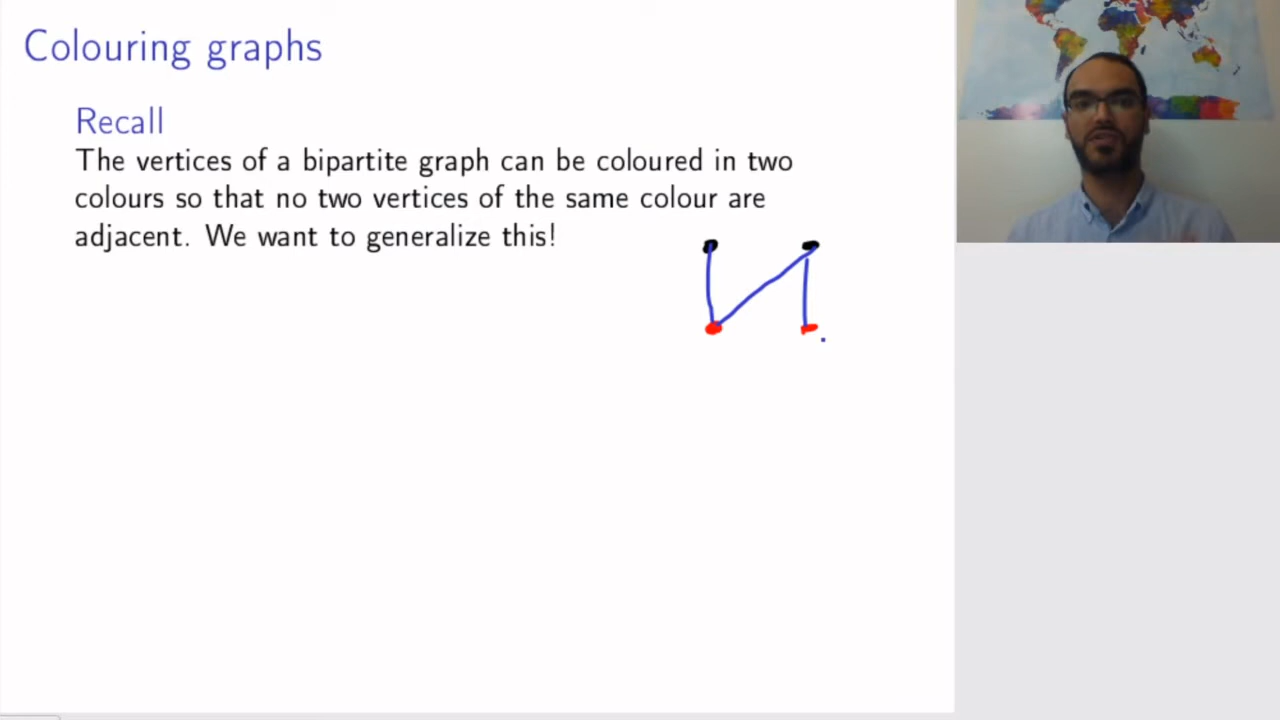 Colouring graphs
Recall
The vertices of a bipartite graph can be coloured in two
colours so that no two vertices of the same colour are
adjacent. We want to generalize this!